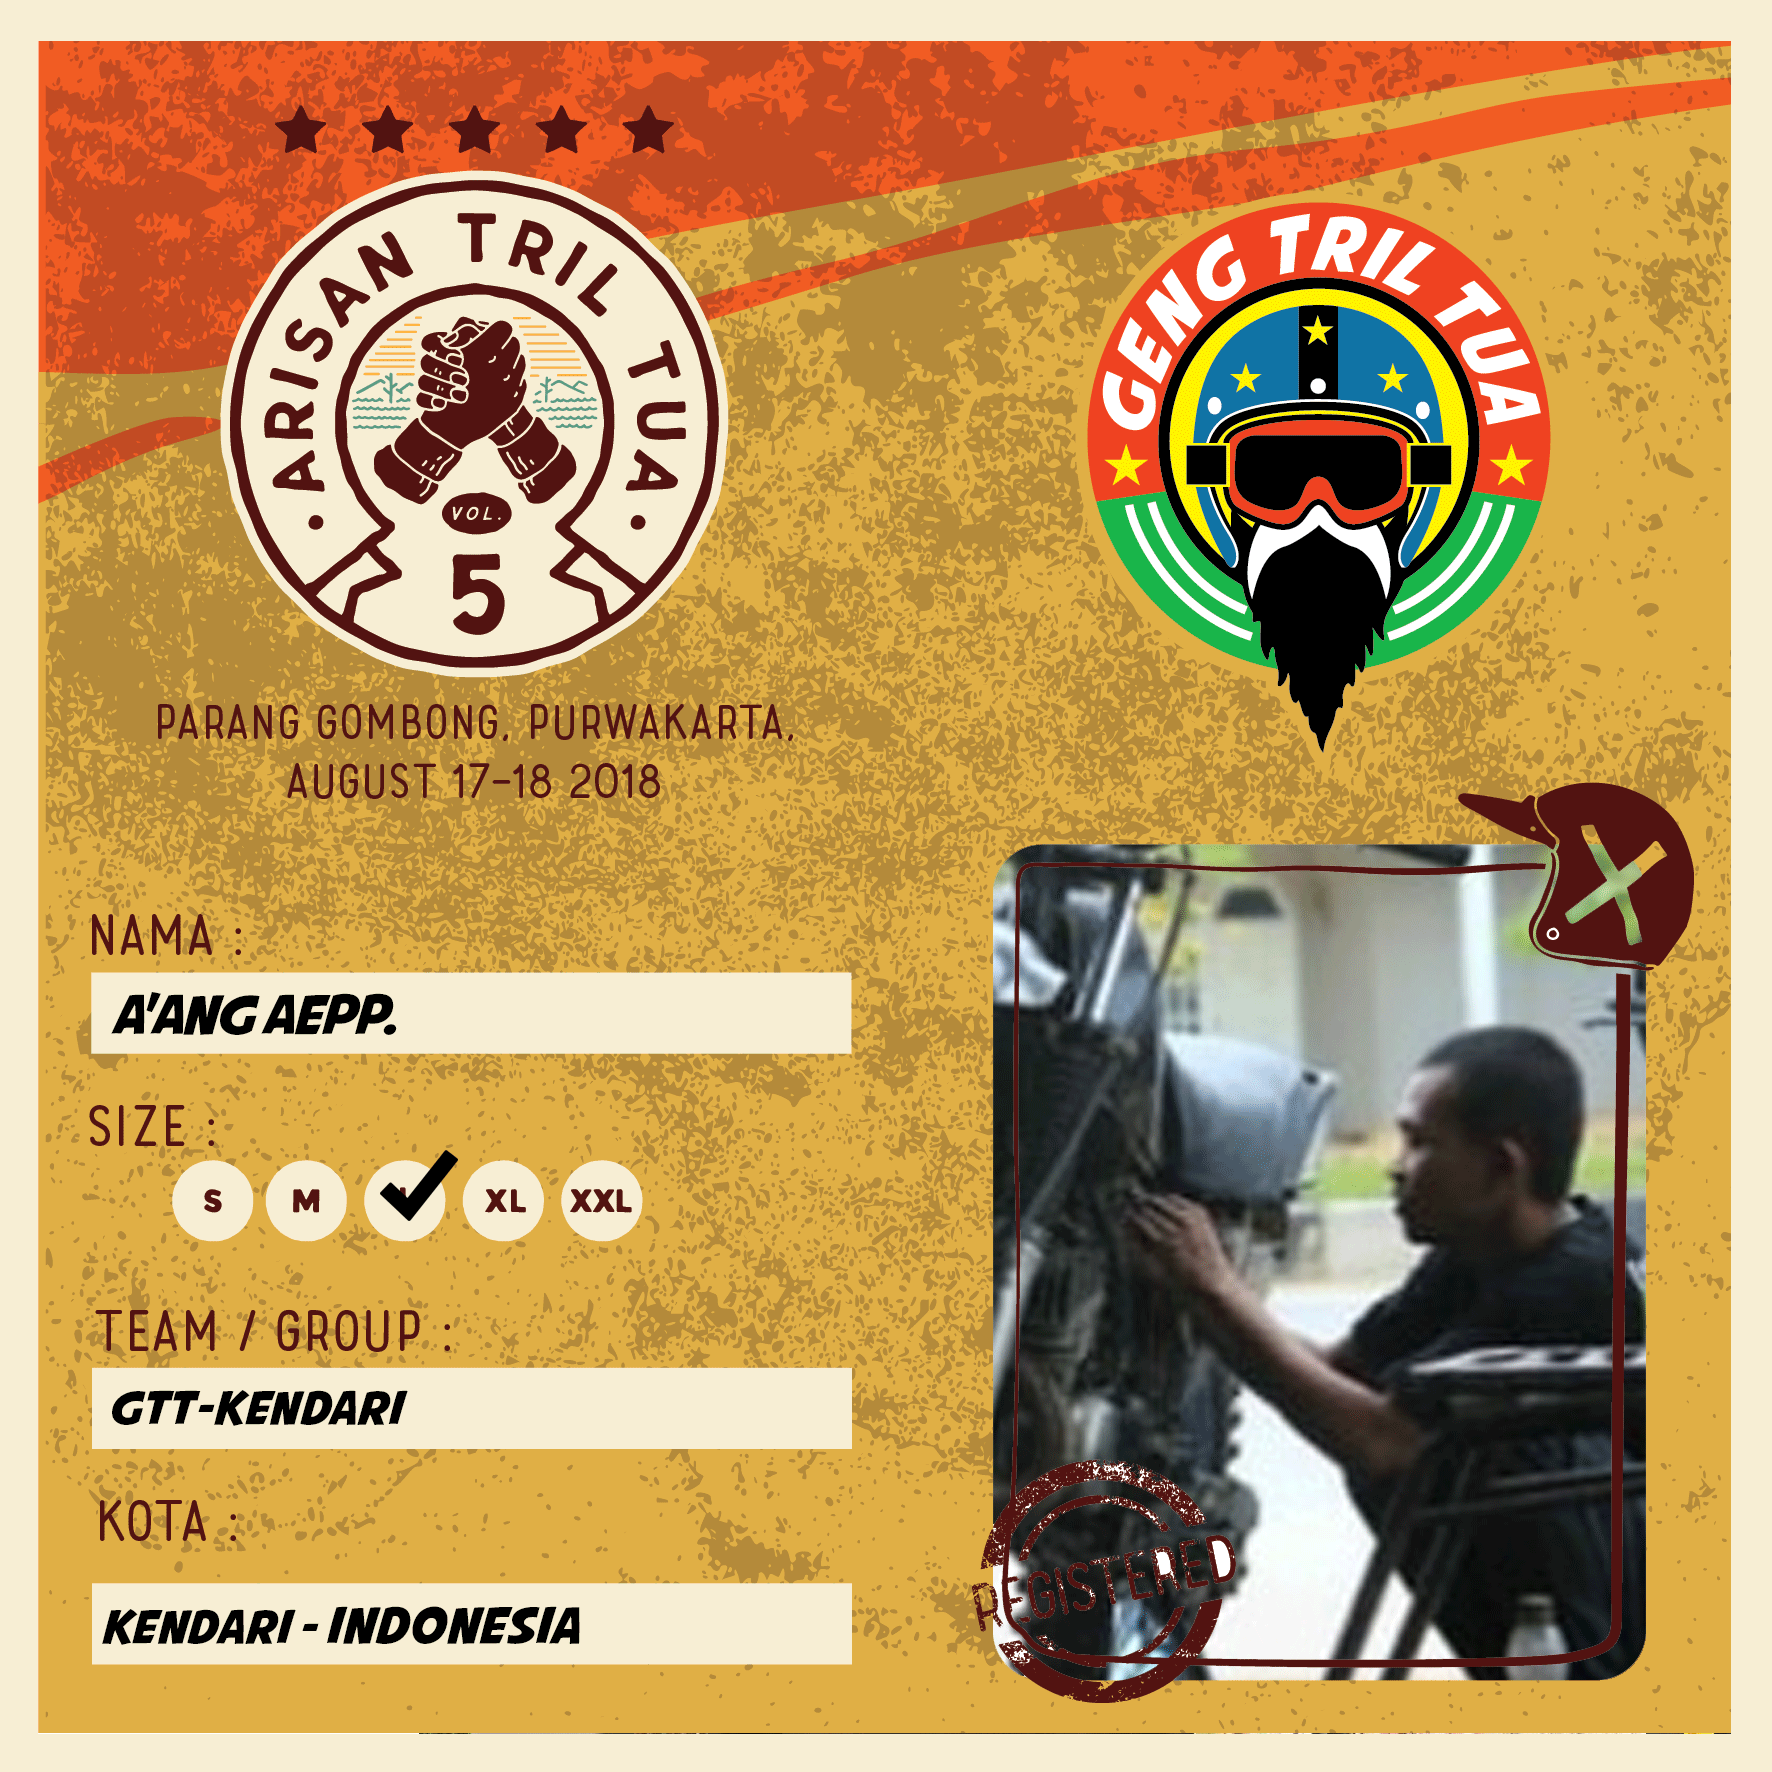 ARISAN TRIL TUA
VOL.
5
GENG TRIL TUA
PARANG GOMBONG, PURWAKARTA,
AUGUST 17-18 2018
NAMA :
A'ANG AEPP.
SIZE :
S M L XL XXL
TEAM / GROUP :
GTT-KENDARI
KOTA :
KENDARI - INDONESIA
REGISTERED